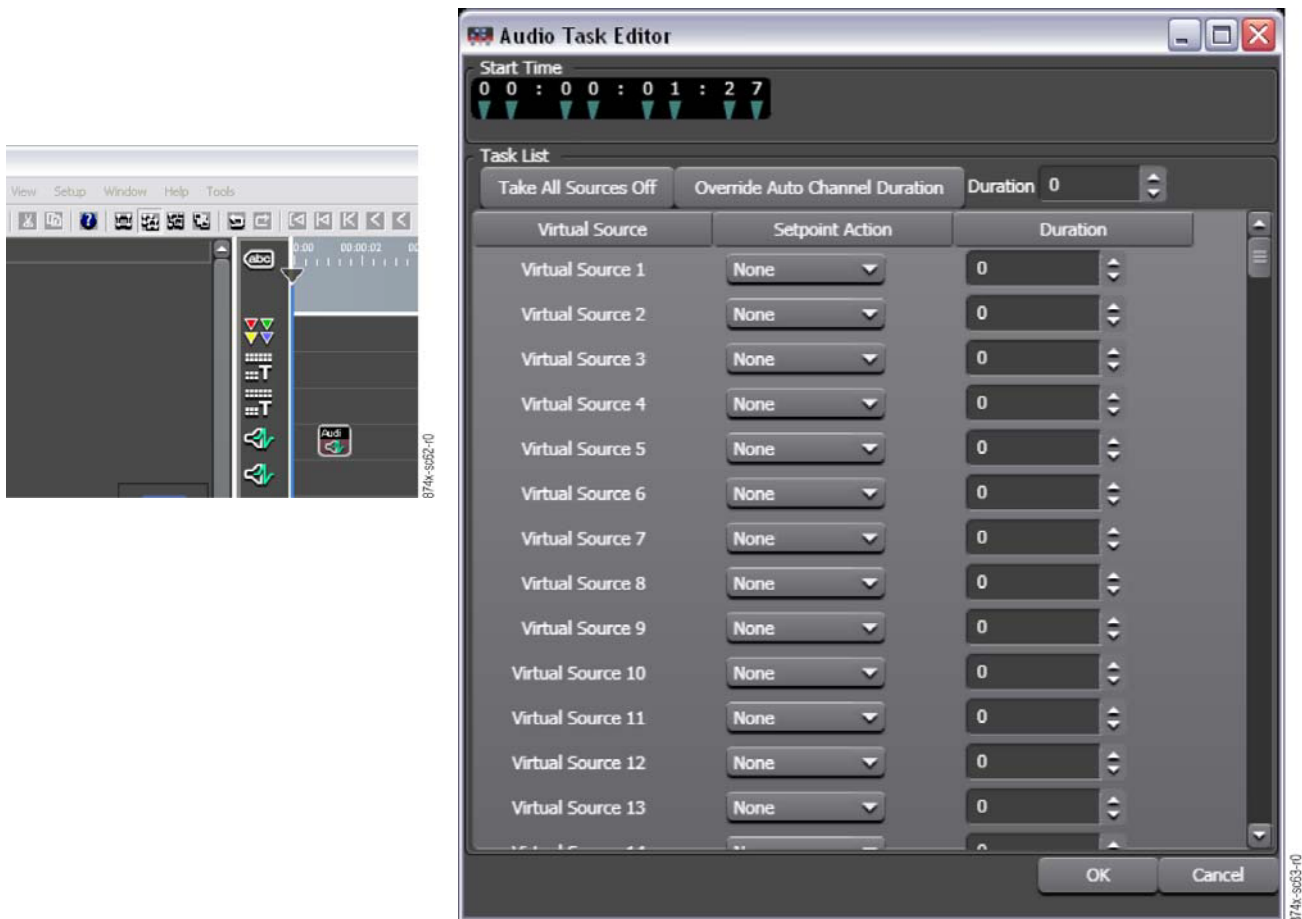 View Setup Window Help Tools
0:00 00:00:02 00
abc
T
T
Audi
874x-sc62-r0
Audio Task Editor
Start Time
0 0 : 0 0 : 0 1 : 2 7
Task List
Take All Sources Off Override Auto Channel Duration Duration 0
Virtual Source Setpoint Action Duration
Virtual Source 1 None 0
Virtual Source 2 None 0
Virtual Source 3 None 0
Virtual Source 4 None 0
Virtual Source 5 None 0
Virtual Source 6 None 0
Virtual Source 7 None 0
Virtual Source 8 None 0
Virtual Source 9 None 0
Virtual Source 10 None 0
Virtual Source 11 None 0
Virtual Source 12 None 0
Virtual Source 13 None 0
OK Cancel
874x-sc63-r0